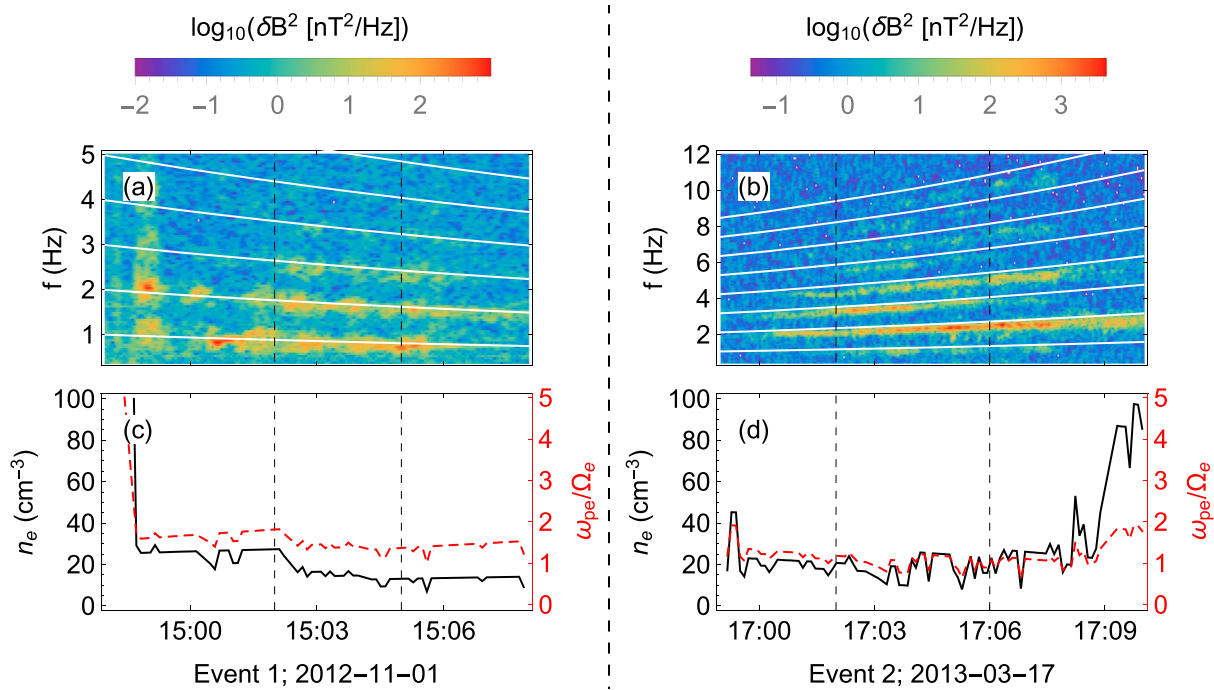 log₁₀(δB² [nT²/Hz])
−2 −1 0 1 2
5
4
3
2
1
f (Hz)
(a)
100
80
60
40
20
0
nₑ (cm⁻³)
(c)
5
4
3
2
1
0
ωₚₑ/Ωₑ
15:00 15:03 15:06
Event 1; 2012−11−01
log₁₀(δB² [nT²/Hz])
−1 0 1 2 3
12
10
8
6
4
2
f (Hz)
(b)
100
80
60
40
20
0
nₑ (cm⁻³)
(d)
5
4
3
2
1
0
ωₚₑ/Ωₑ
17:00 17:03 17:06 17:09
Event 2; 2013−03−17